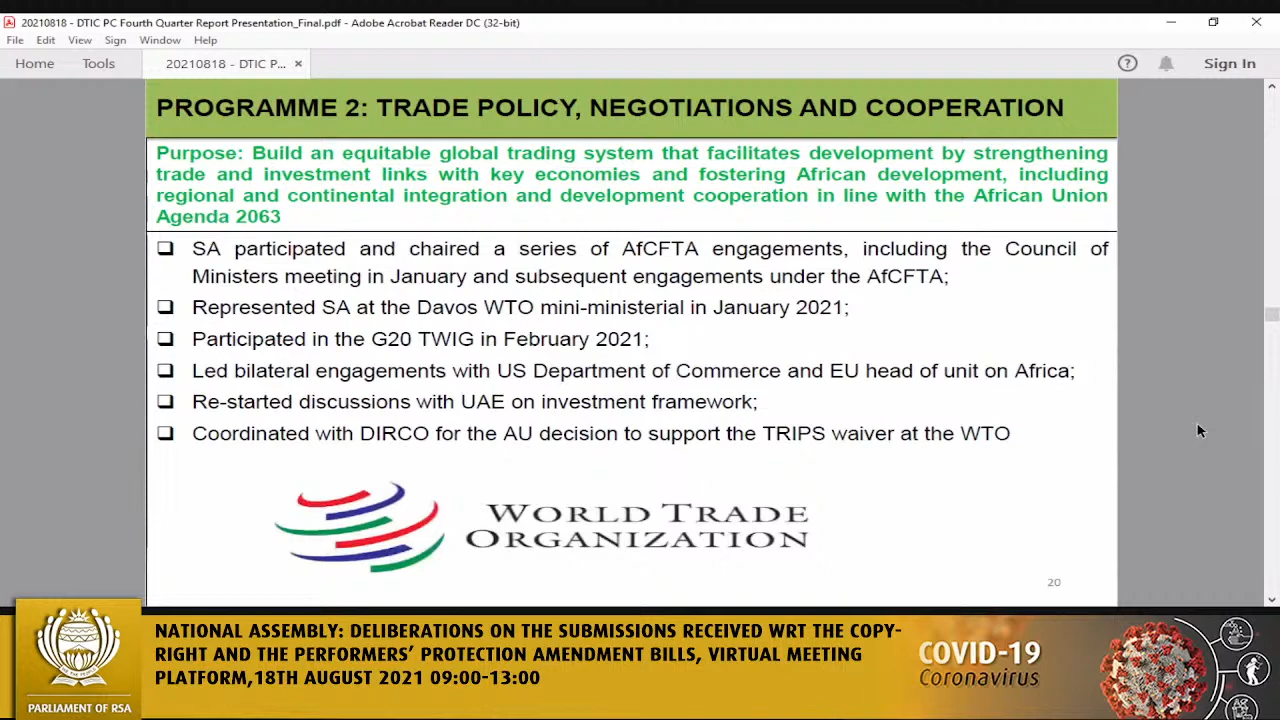 20210818 - DTIC PC Fourth Quarter Report Presentation_Final.pdf - Adobe Acrobat Reader DC (32-bit)
File Edit View Sign Window Help
Home Tools 20210818 - DTIC P... × Sign In
PROGRAMME 2: TRADE POLICY, NEGOTIATIONS AND COOPERATION
Purpose: Build an equitable global trading system that facilitates development by strengthening
trade and investment links with key economies and fostering African development, including
regional and continental integration and development cooperation in line with the African Union
Agenda 2063
SA participated and chaired a series of AfCFTA engagements, including the Council of
Ministers meeting in January and subsequent engagements under the AfCFTA;
Represented SA at the Davos WTO mini-ministerial in January 2021;
Participated in the G20 TWIG in February 2021;
Led bilateral engagements with US Department of Commerce and EU head of unit on Africa;
Re-started discussions with UAE on investment framework;
Coordinated with DIRCO for the AU decision to support the TRIPS waiver at the WTO
WORLD TRADE
ORGANIZATION
20
NATIONAL ASSEMBLY: DELIBERATIONS ON THE SUBMISSIONS RECEIVED WRT THE COPY-
RIGHT AND THE PERFORMERS' PROTECTION AMENDMENT BILLS, VIRTUAL MEETING
PLATFORM,18TH AUGUST 2021 09:00-13:00
PARLIAMENT OF RSA
COVID-19
Coronavirus